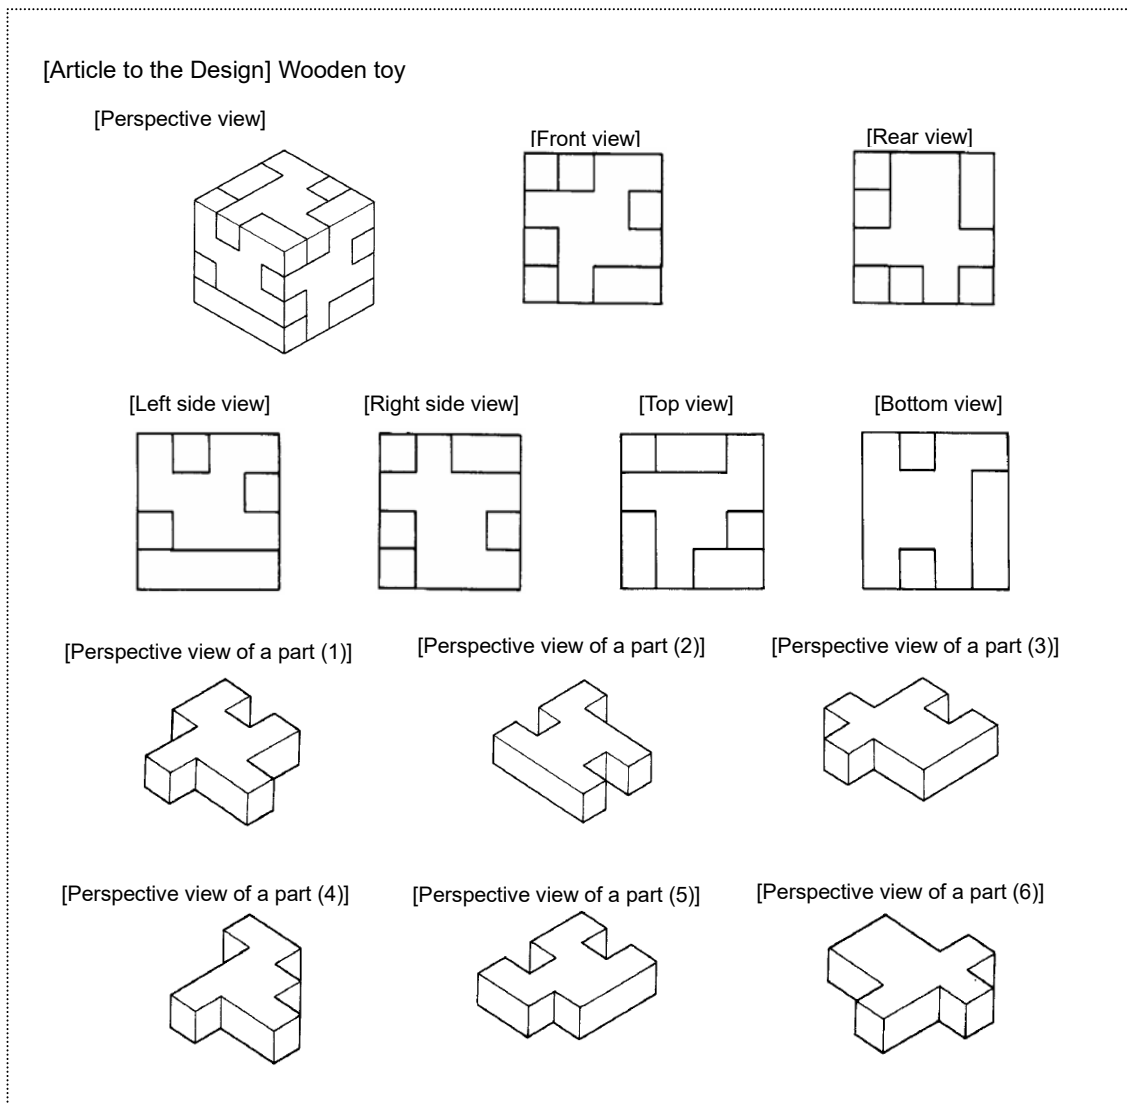 [Article to the Design] Wooden toy
[Perspective view]
[Front view]
[Rear view]
[Left side view]
[Right side view]
[Top view]
[Bottom view]
[Perspective view of a part (1)]
[Perspective view of a part (2)]
[Perspective view of a part (3)]
[Perspective view of a part (4)]
[Perspective view of a part (5)]
[Perspective view of a part (6)]